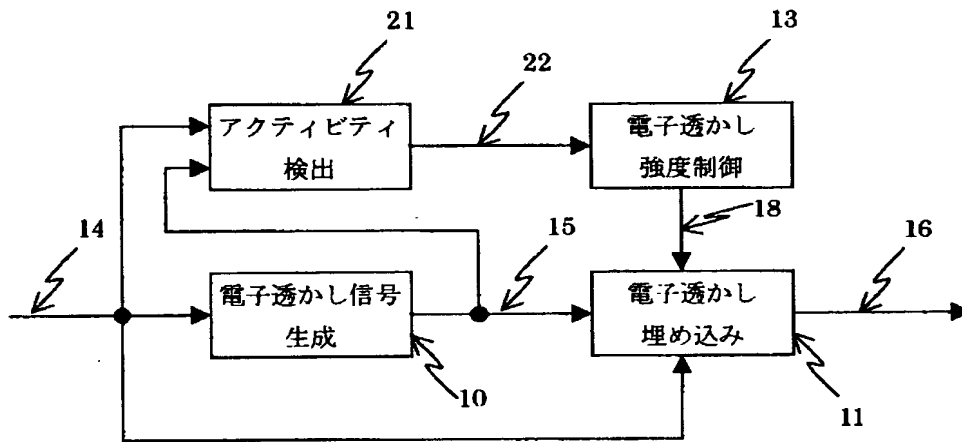 21
13
22
アクティビティ
検出
電子透かし
強度制御
14
15
18
16
電子透かし信号
生成
電子透かし
埋め込み
10
11